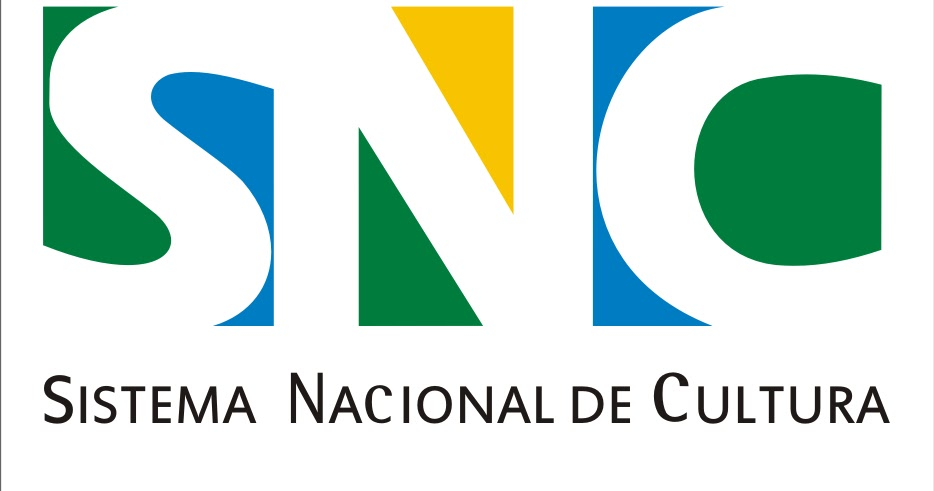 SNC
SISTEMA NACIONAL DE CULTURA